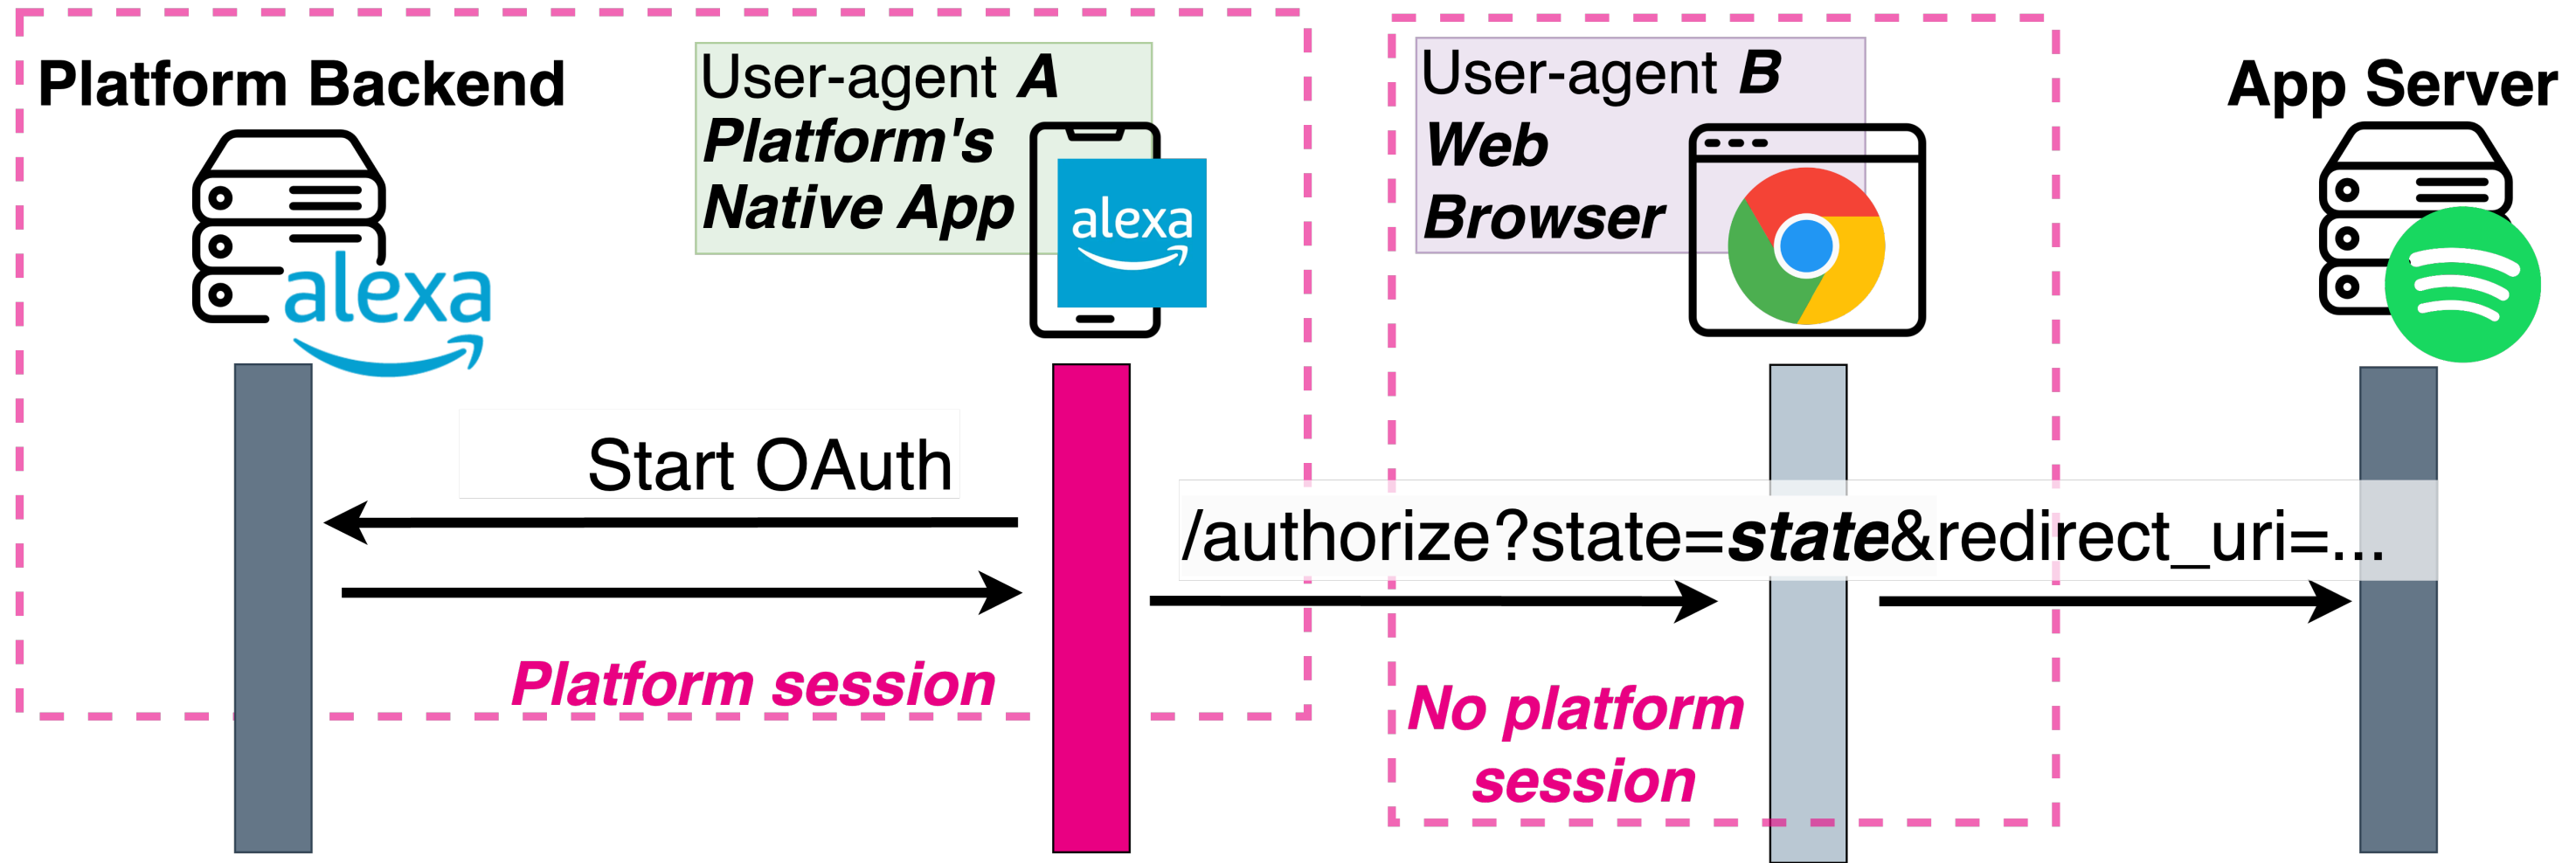 Platform Backend
alexa
User-agent A
Platform's
Native App
alexa
User-agent B
Web
Browser
App Server
Start OAuth
/authorize?state=state&redirect_uri=...
Platform session
No platform
session